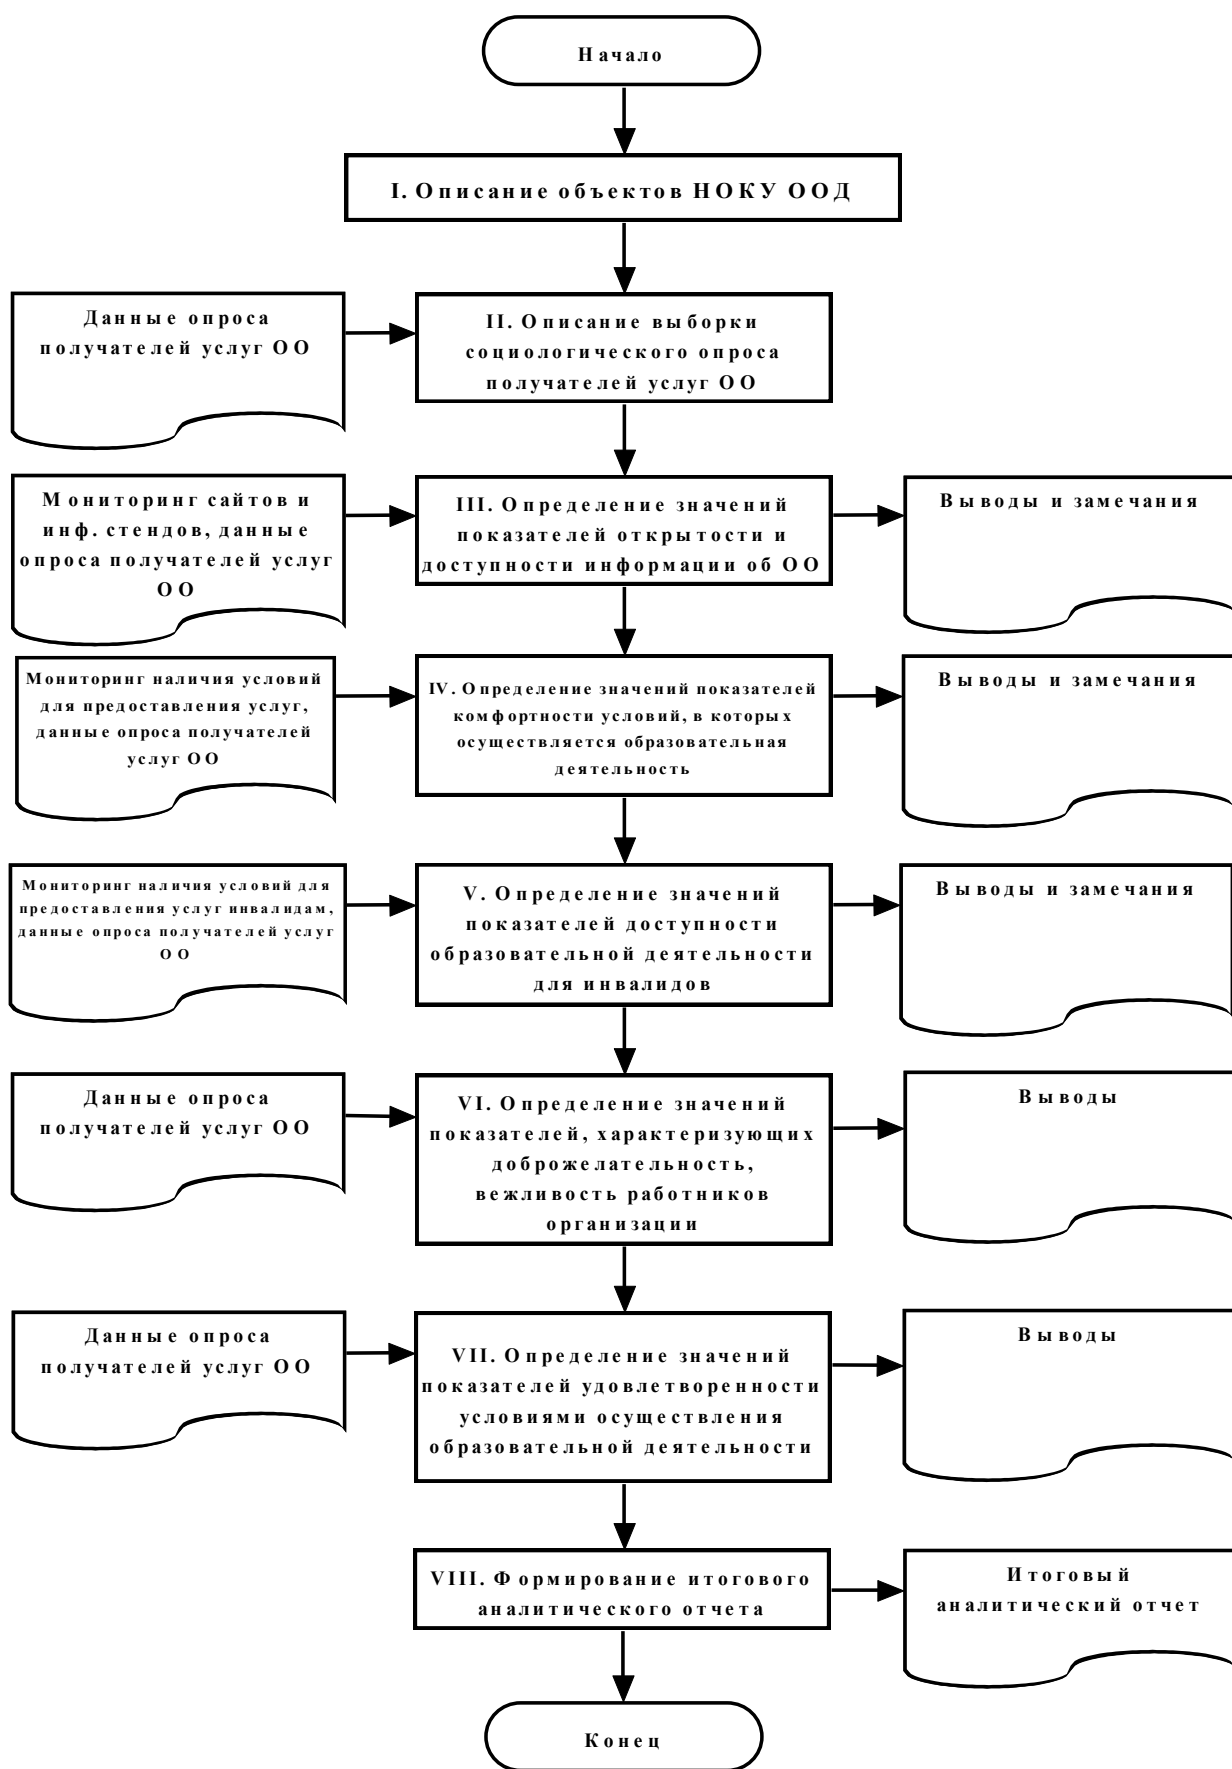 Начало
I. Описание объектов НОКУ ООД
Данные опроса
получателей услуг ОО
II. Описание выборки
социологического опроса
получателей услуг ОО
Мониторинг сайтов и
инф. стендов, данные
опроса получателей услуг
ОО
III. Определение значений
показателей открытости и
доступности информации об ОО
Выводы и замечания
Мониторинг наличия условий
для предоставления услуг,
данные опроса получателей
услуг ОО
IV. Определение значений показателей
комфортности условий, в которых
осуществляется образовательная
деятельность
Выводы и замечания
Мониторинг наличия условий для
предоставления услуг инвалидам,
данные опроса получателей услуг
ОО
V. Определение значений
показателей доступности
образовательной деятельности
для инвалидов
Выводы и замечания
Данные опроса
получателей услуг ОО
VI. Определение значений
показателей, характеризующих
доброжелательность,
вежливость работников
организации
Выводы
Данные опроса
получателей услуг ОО
VII. Определение значений
показателей удовлетворенности
условиями осуществления
образовательной деятельности
Выводы
VIII. Формирование итогового
аналитического отчета
Итоговый
аналитический отчет
Конец